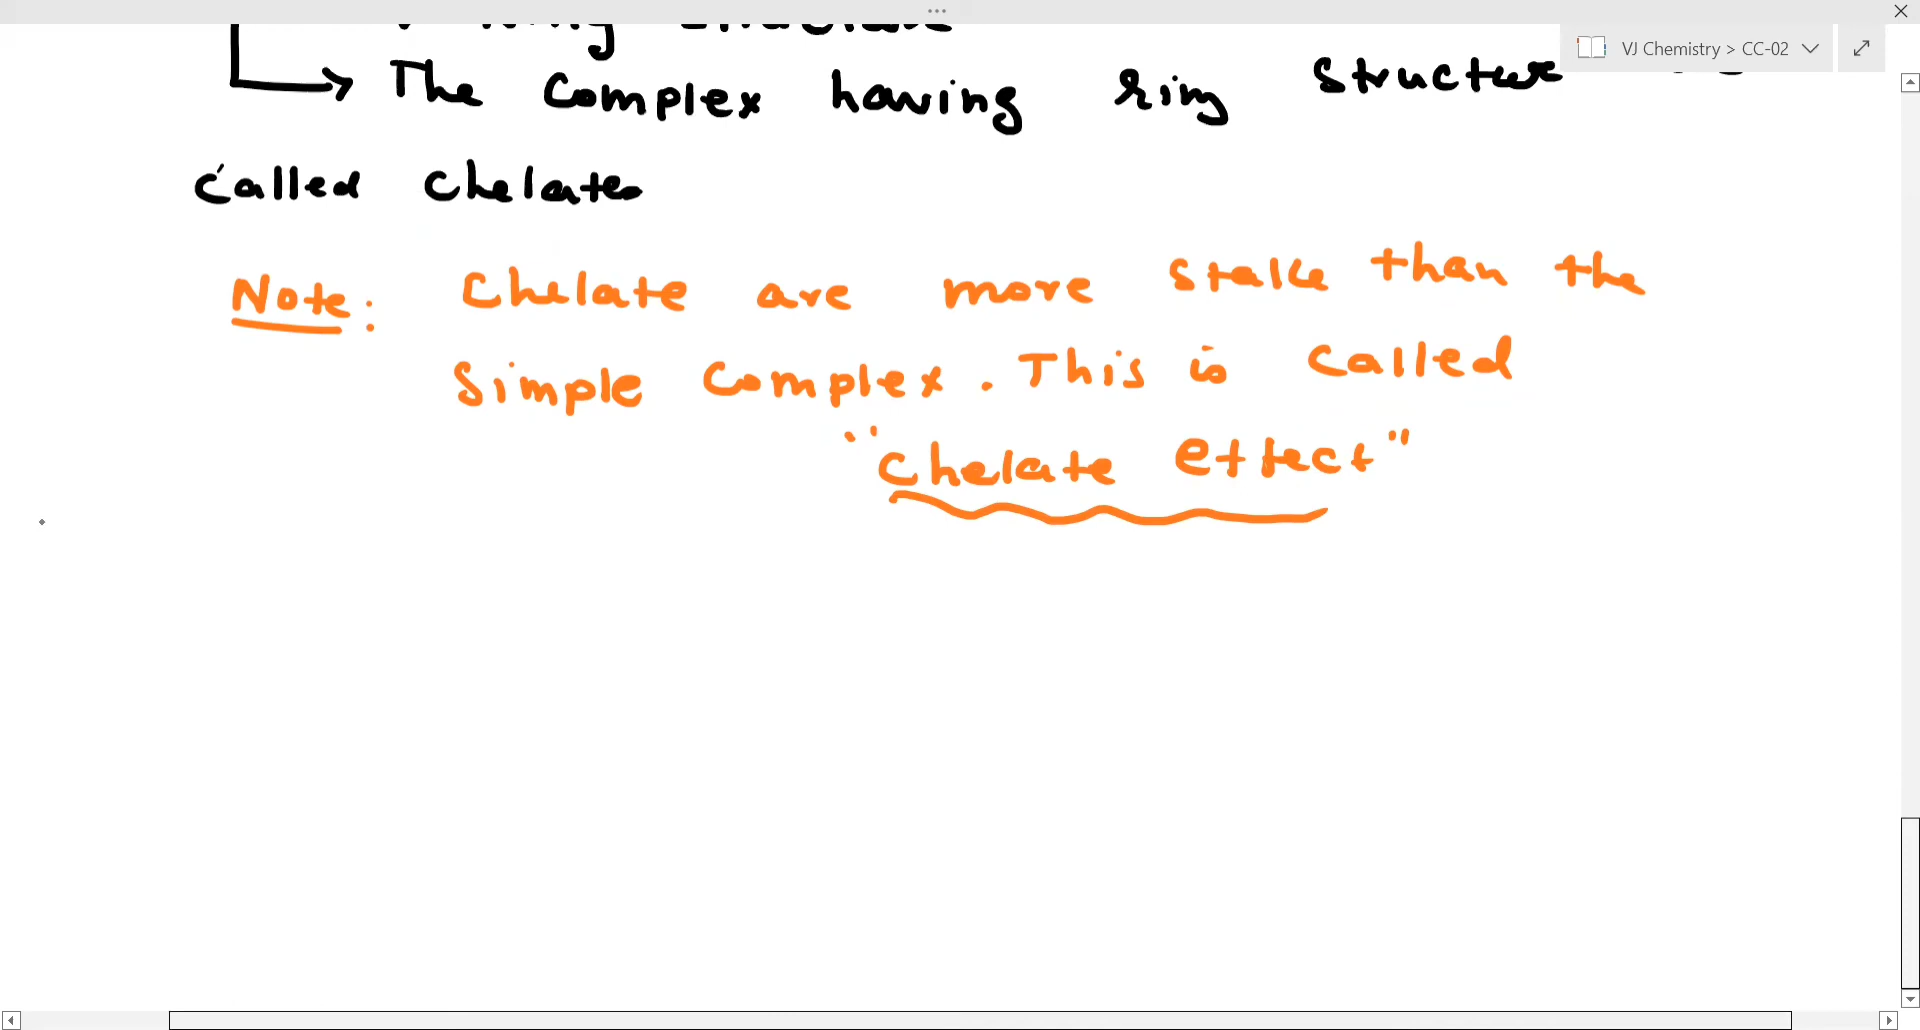 VJ Chemistry > CC-02
The Complex having ring structure
called chelates
Note: Chelate are more stable than the
Simple complex. This is called
"chelate effect"